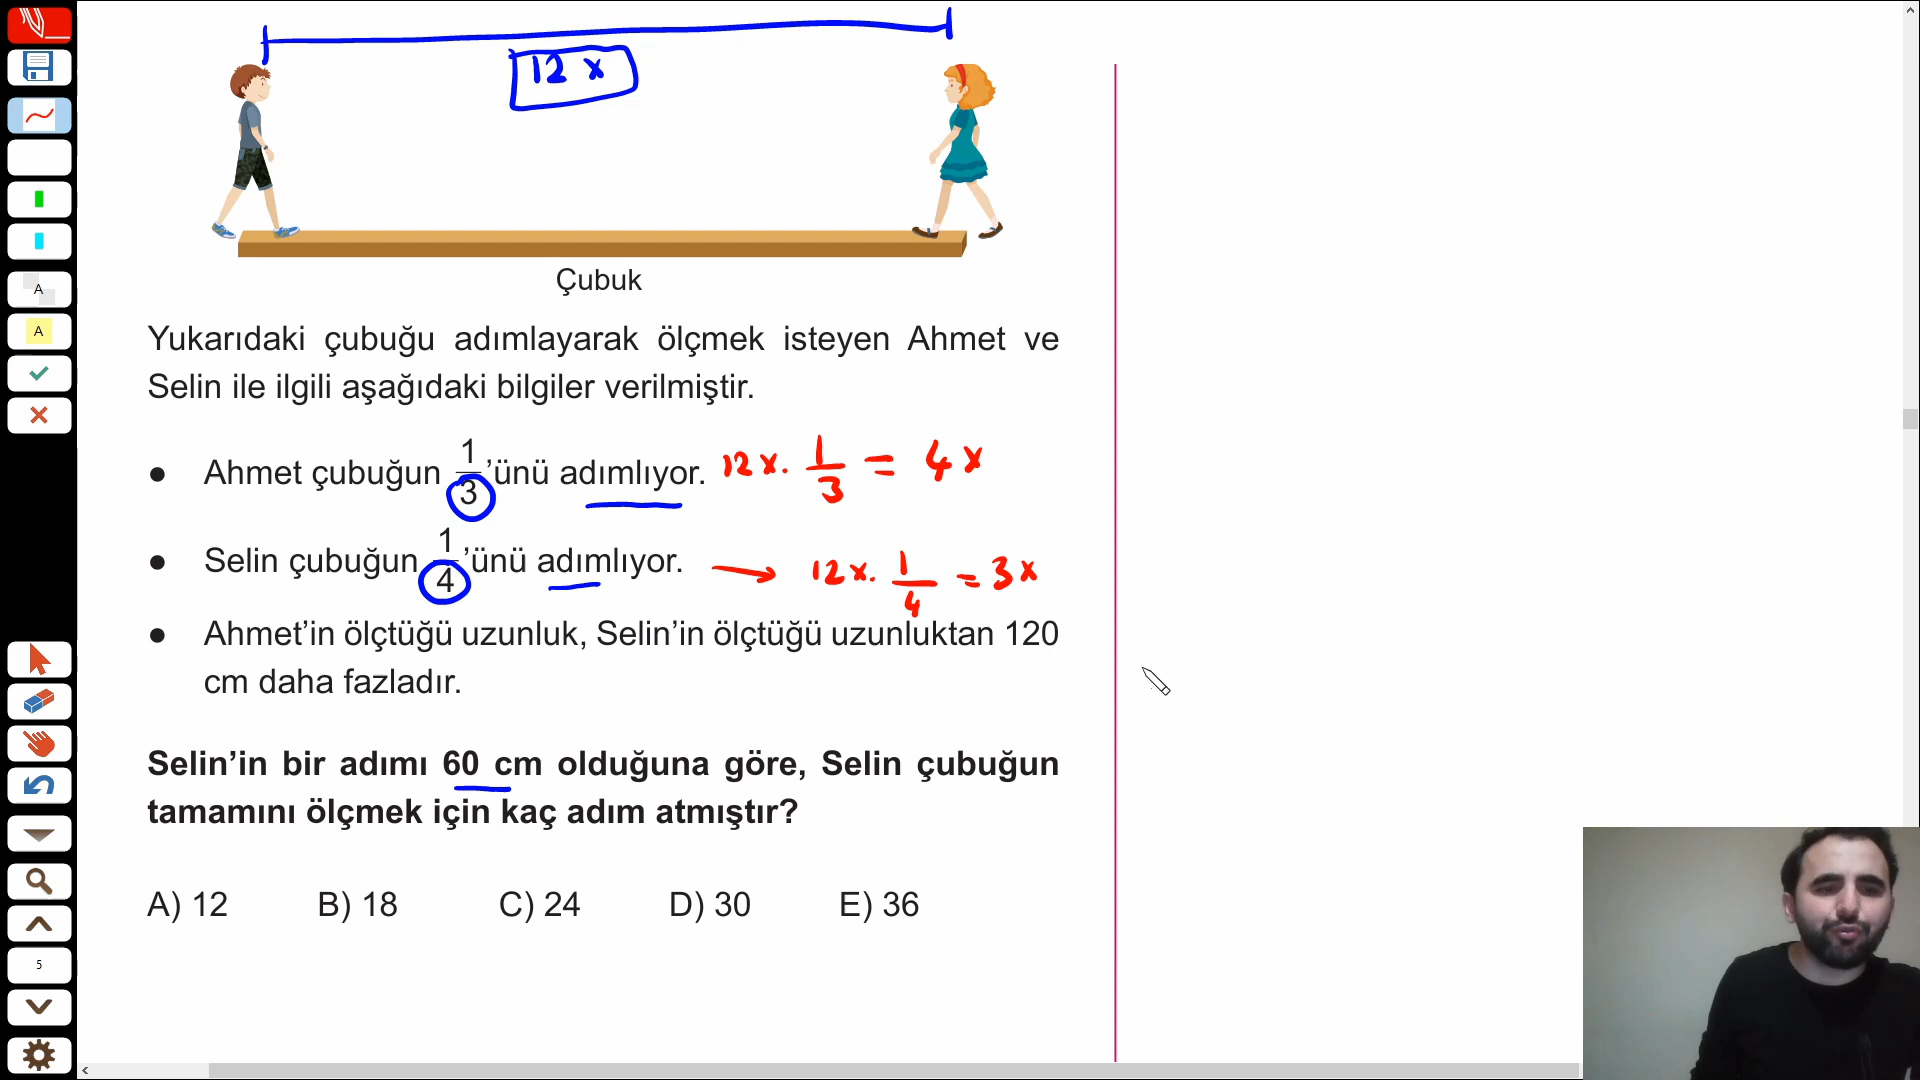 12 x
Çubuk
Yukarıdaki çubuğu adımlayarak ölçmek isteyen Ahmet ve
Selin ile ilgili aşağıdaki bilgiler verilmiştir.
● Ahmet çubuğun 1/3'ünü adımlıyor. 12x. 1/3 = 4x
● Selin çubuğun 1/4'ünü adımlıyor. → 12x. 1/4 = 3x
● Ahmet'in ölçtüğü uzunluk, Selin'in ölçtüğü uzunluktan 120
cm daha fazladır.
Selin'in bir adımı 60 cm olduğuna göre, Selin çubuğun
tamamını ölçmek için kaç adım atmıştır?
A) 12 B) 18 C) 24 D) 30 E) 36
A
A
5